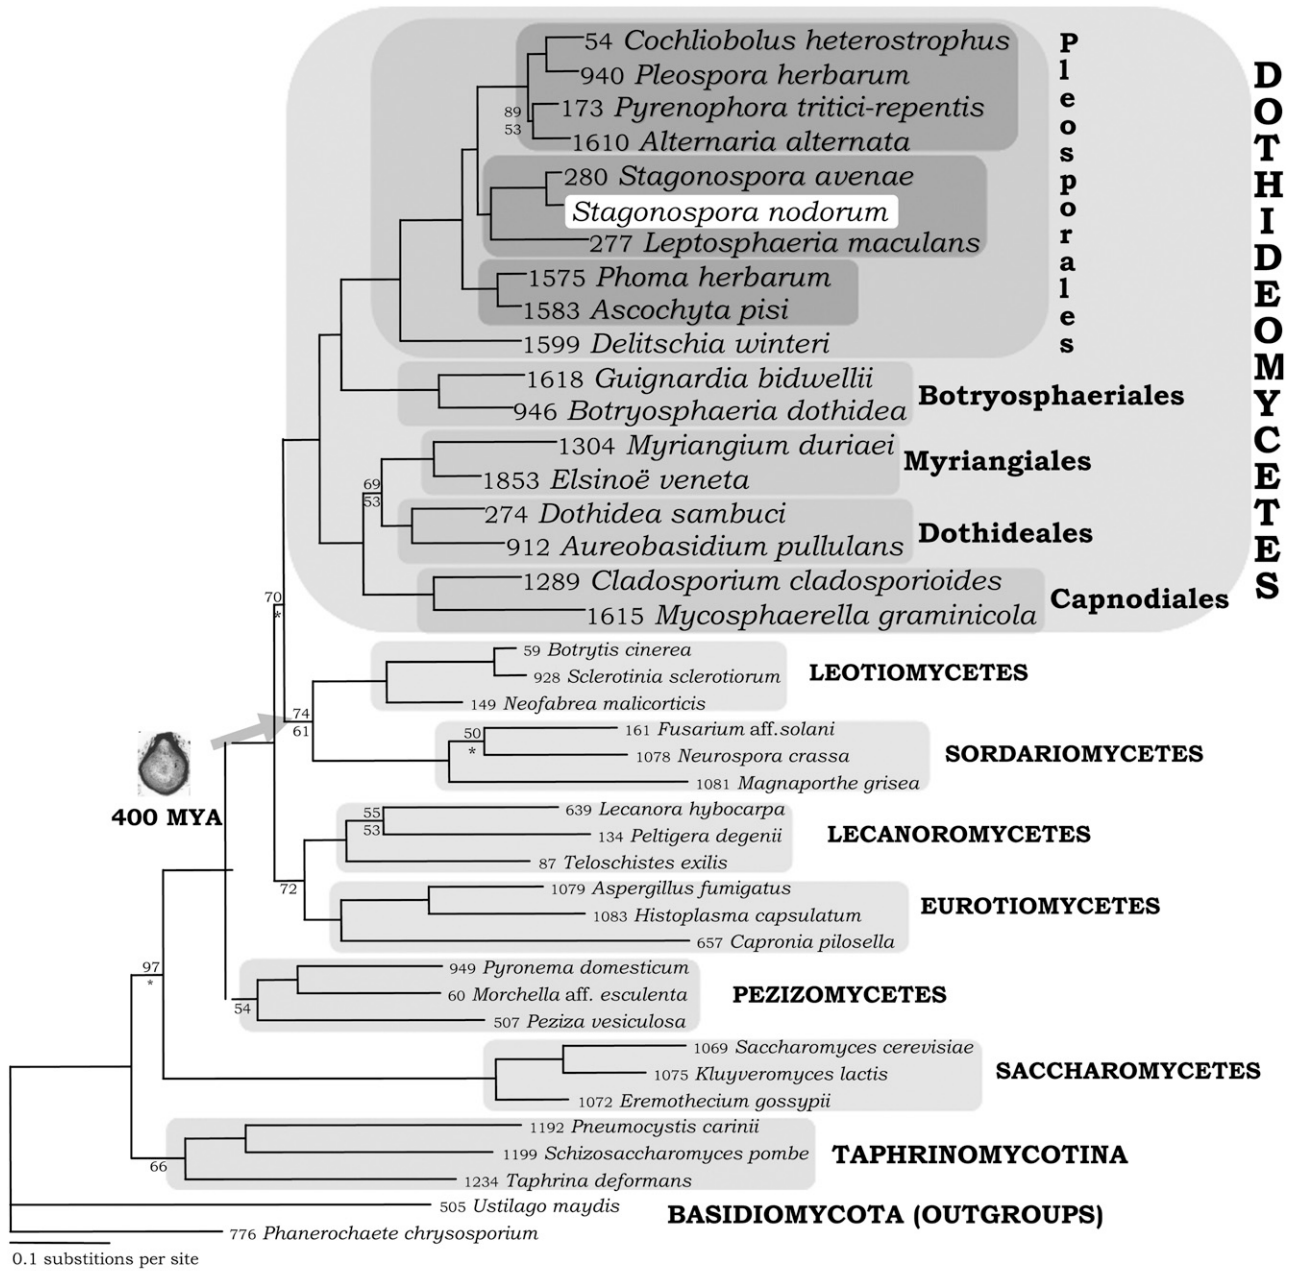 54 Cochliobolus heterostrophus
940 Pleospora herbarum
173 Pyrenophora tritici-repentis
89
53
1610 Alternaria alternata
280 Stagonospora avenae
Stagonospora nodorum
277 Leptosphaeria maculans
1575 Phoma herbarum
1583 Ascochyta pisi
1599 Delitschia winteri
Pleosporales
DOTHIDEOMYCETES
1618 Guignardia bidwellii
946 Botryosphaeria dothidea
Botryosphaeriales
1304 Myriangium duriaei
1853 Elsinoë veneta
Myriangiales
69
53
274 Dothidea sambuci
912 Aureobasidium pullulans
Dothideales
1289 Cladosporium cladosporioides
1615 Mycosphaerella graminicola
Capnodiales
70
*
59 Botrytis cinerea
928 Sclerotinia sclerotiorum
149 Neofabrea malicorticis
LEOTIOMYCETES
74
61
161 Fusarium aff.solani
50
*
1078 Neurospora crassa
1081 Magnaporthe grisea
SORDARIOMYCETES
400 MYA
639 Lecanora hybocarpa
55
53
134 Peltigera degenii
87 Teloschistes exilis
LECANOROMYCETES
72
1079 Aspergillus fumigatus
1083 Histoplasma capsulatum
657 Capronia pilosella
EUROTIOMYCETES
97
*
949 Pyronema domesticum
60 Morchella aff. esculenta
54
507 Peziza vesiculosa
PEZIZOMYCETES
1069 Saccharomyces cerevisiae
1075 Kluyveromyces lactis
1072 Eremothecium gossypii
SACCHAROMYCETES
1192 Pneumocystis carinii
1199 Schizosaccharomyces pombe
66
1234 Taphrina deformans
TAPHRINOMYCOTINA
505 Ustilago maydis
776 Phanerochaete chrysosporium
BASIDIOMYCOTA (OUTGROUPS)
0.1 substitions per site